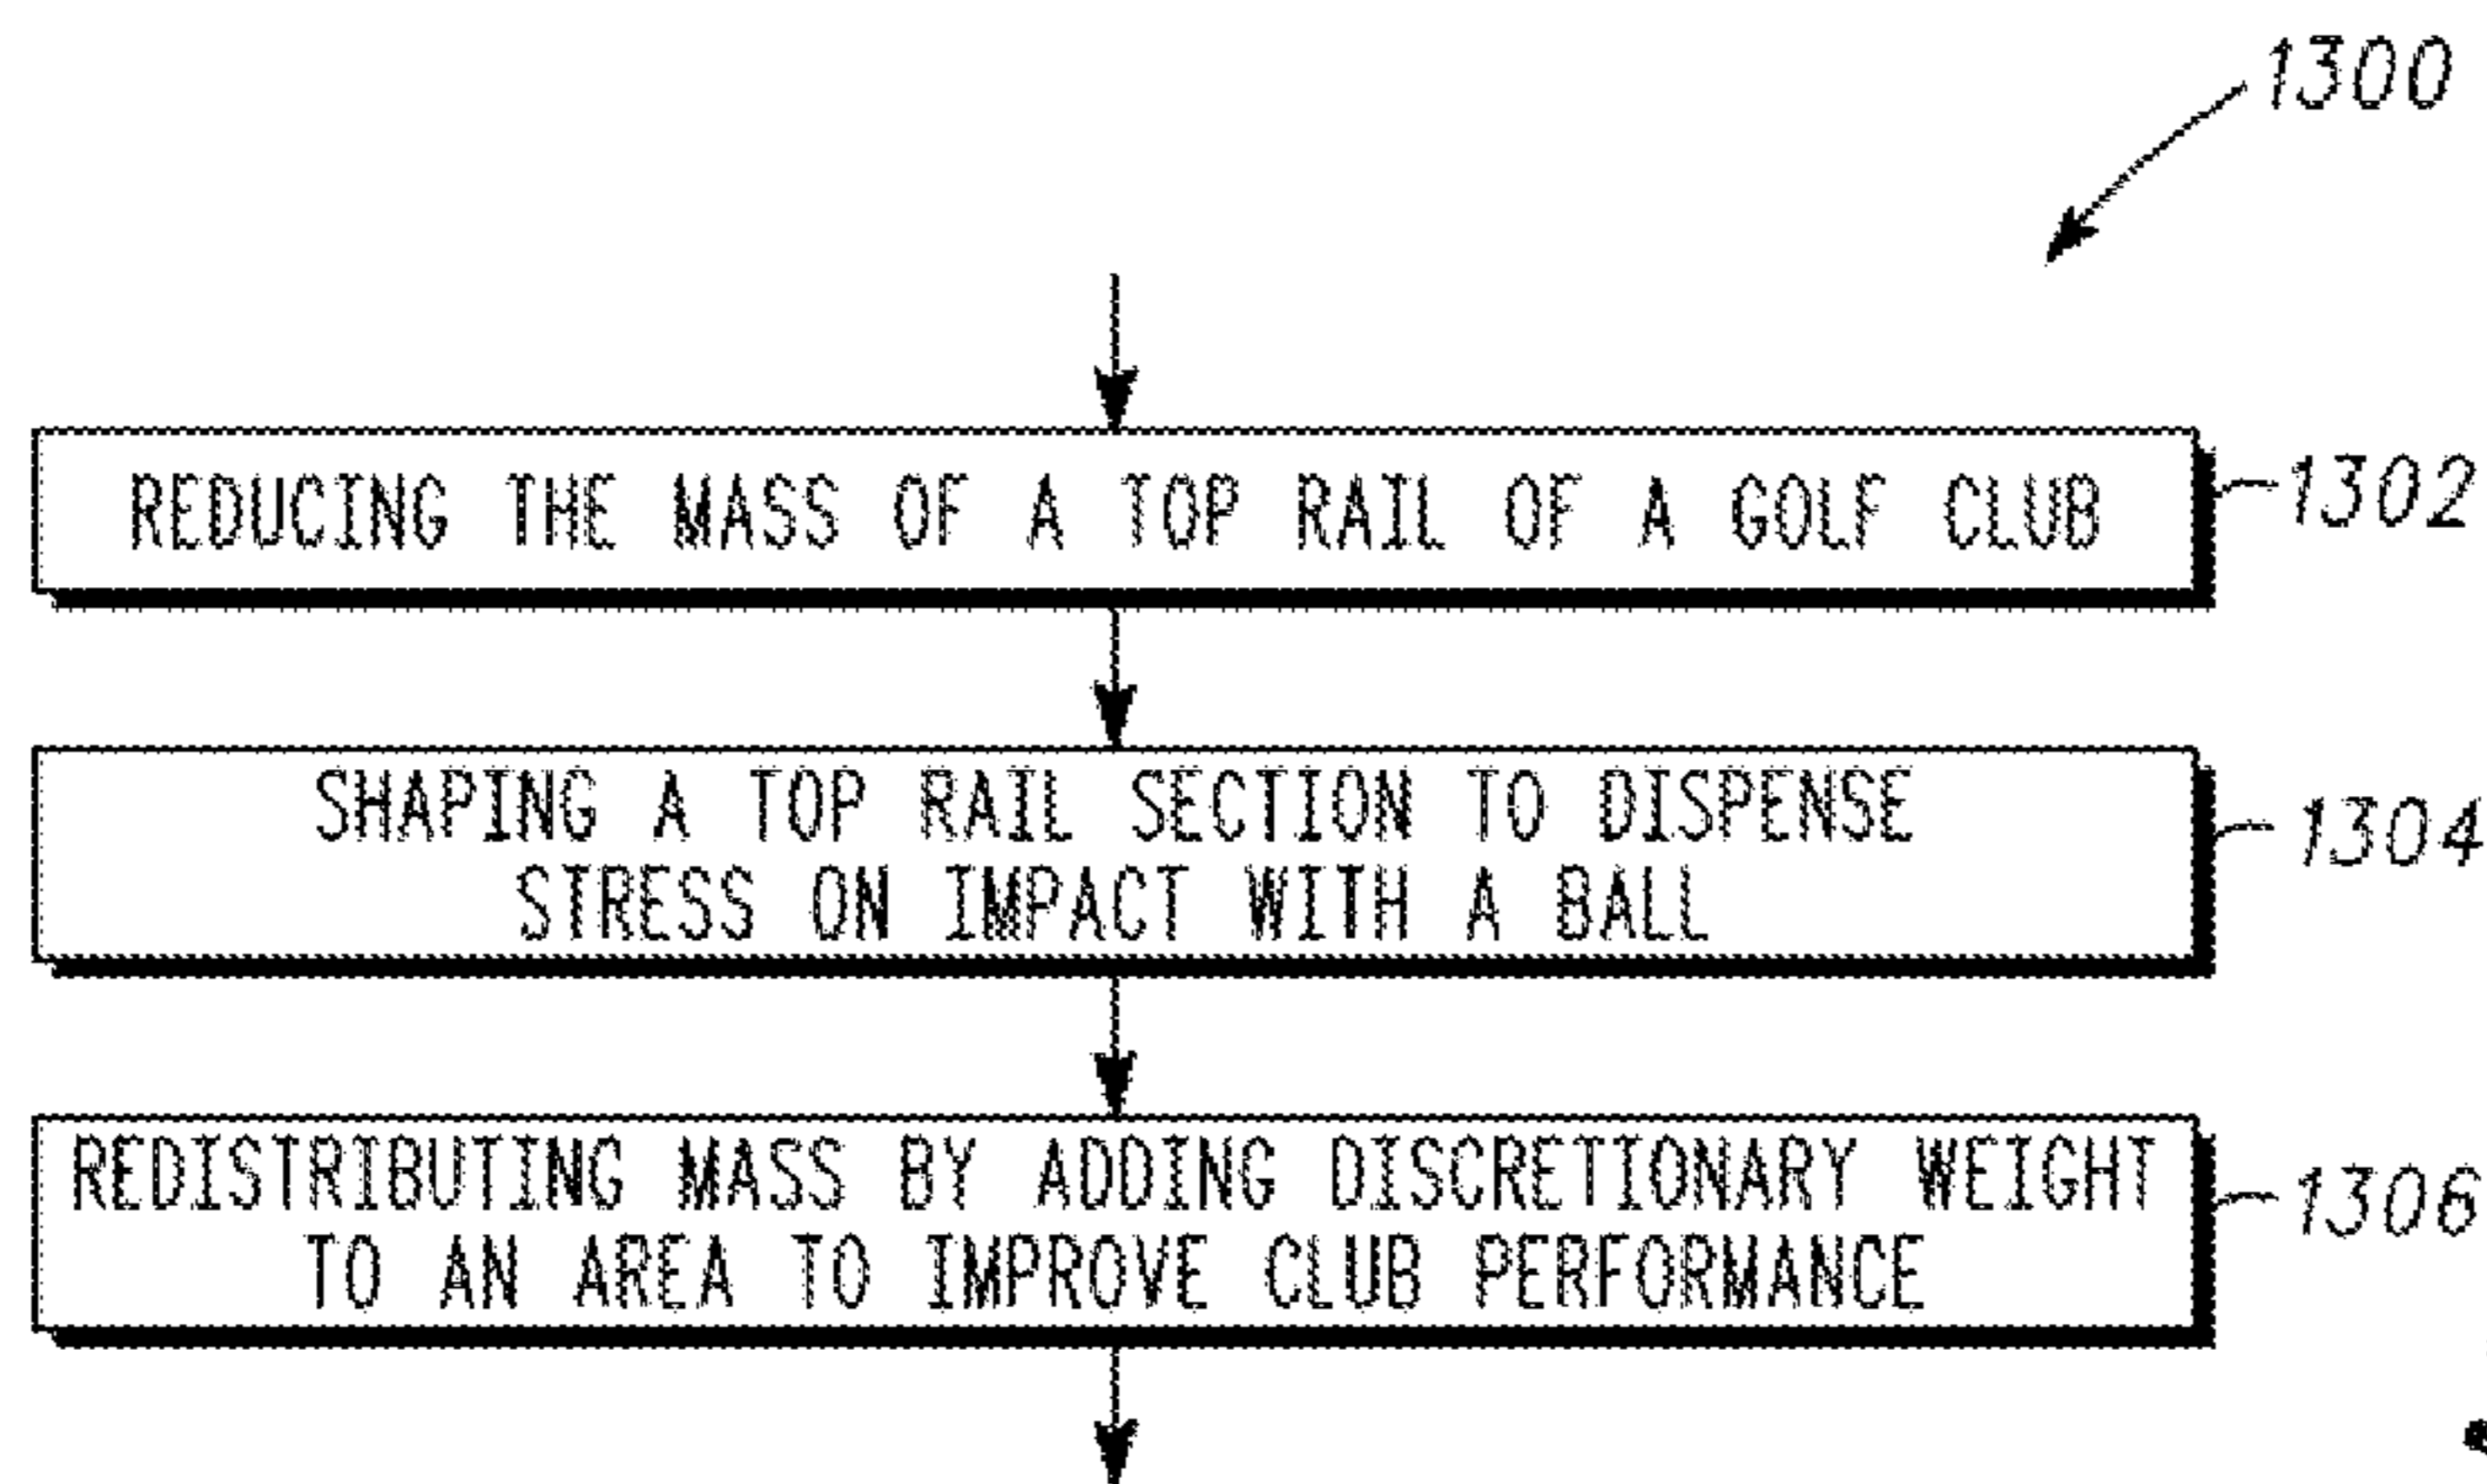 1300
REDUCING THE MASS OF A TOP RAIL OF A GOLF CLUB
1302
SHAPING A TOP RAIL SECTION TO DISPENSE
STRESS ON IMPACT WITH A BALL
1304
REDISTRIBUTING MASS BY ADDING DISCRETIONARY WEIGHT
TO AN AREA TO IMPROVE CLUB PERFORMANCE
1306